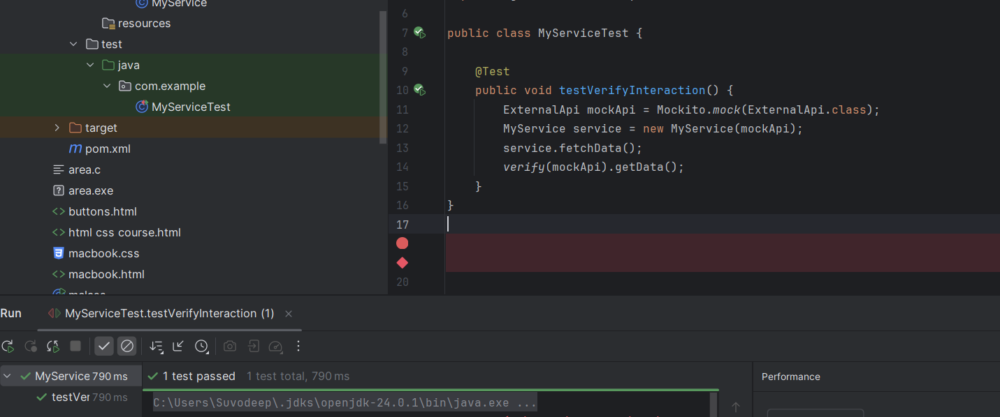 MyService
resources
test
java
com.example
MyServiceTest
target
pom.xml
area.c
area.exe
buttons.html
html css course.html
macbook.css
macbook.html
6
7 public class MyServiceTest {
8
9 @Test
10 public void testVerifyInteraction() {
11 ExternalApi mockApi = Mockito.mock(ExternalApi.class);
12 MyService service = new MyService(mockApi);
13 service.fetchData();
14 verify(mockApi).getData();
15 }
16 }
17
20
Run MyServiceTest.testVerifyInteraction (1)
MyService 790 ms
testVer 790 ms
1 test passed 1 test total, 790 ms
C:\Users\Suvodeep\.jdks\openjdk-24.0.1\bin\java.exe ...
Performance